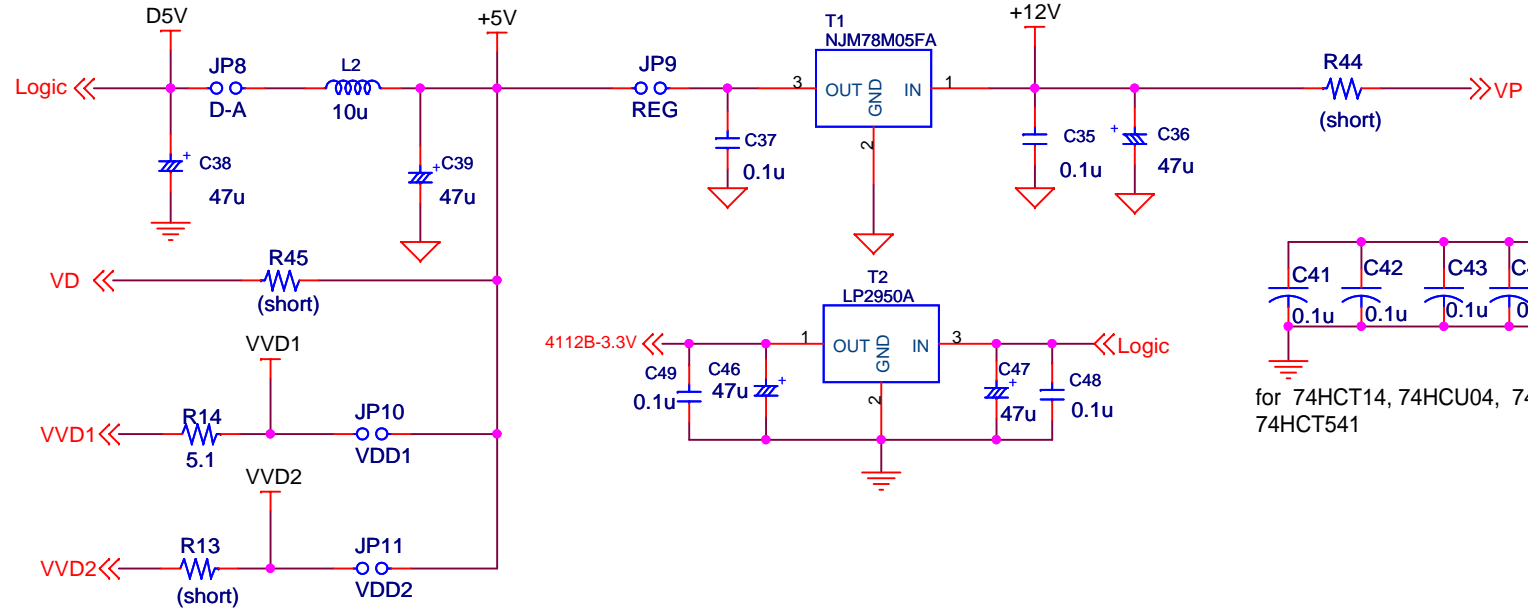 D5V
+5V
T1
NJM78M05FA
+12V
Logic
JP8
D-A
L2
10u
JP9
REG
3
OUT
GND
IN
1
2
R44
(short)
VP
C38
47u
+
C39
47u
+
C37
0.1u
C35
0.1u
+
C36
47u
VD
R45
(short)
T2
LP2950A
C41
0.1u
C42
0.1u
C43
0.1u
VVD1
4112B-3.3V
1
OUT
GND
IN
3
2
Logic
C49
0.1u
C46
47u
+
C47
47u
+
C48
0.1u
for 74HCT14, 74HCU04,
74HCT541
VVD1
R14
5.1
JP10
VDD1
VVD2
VVD2
R13
(short)
JP11
VDD2